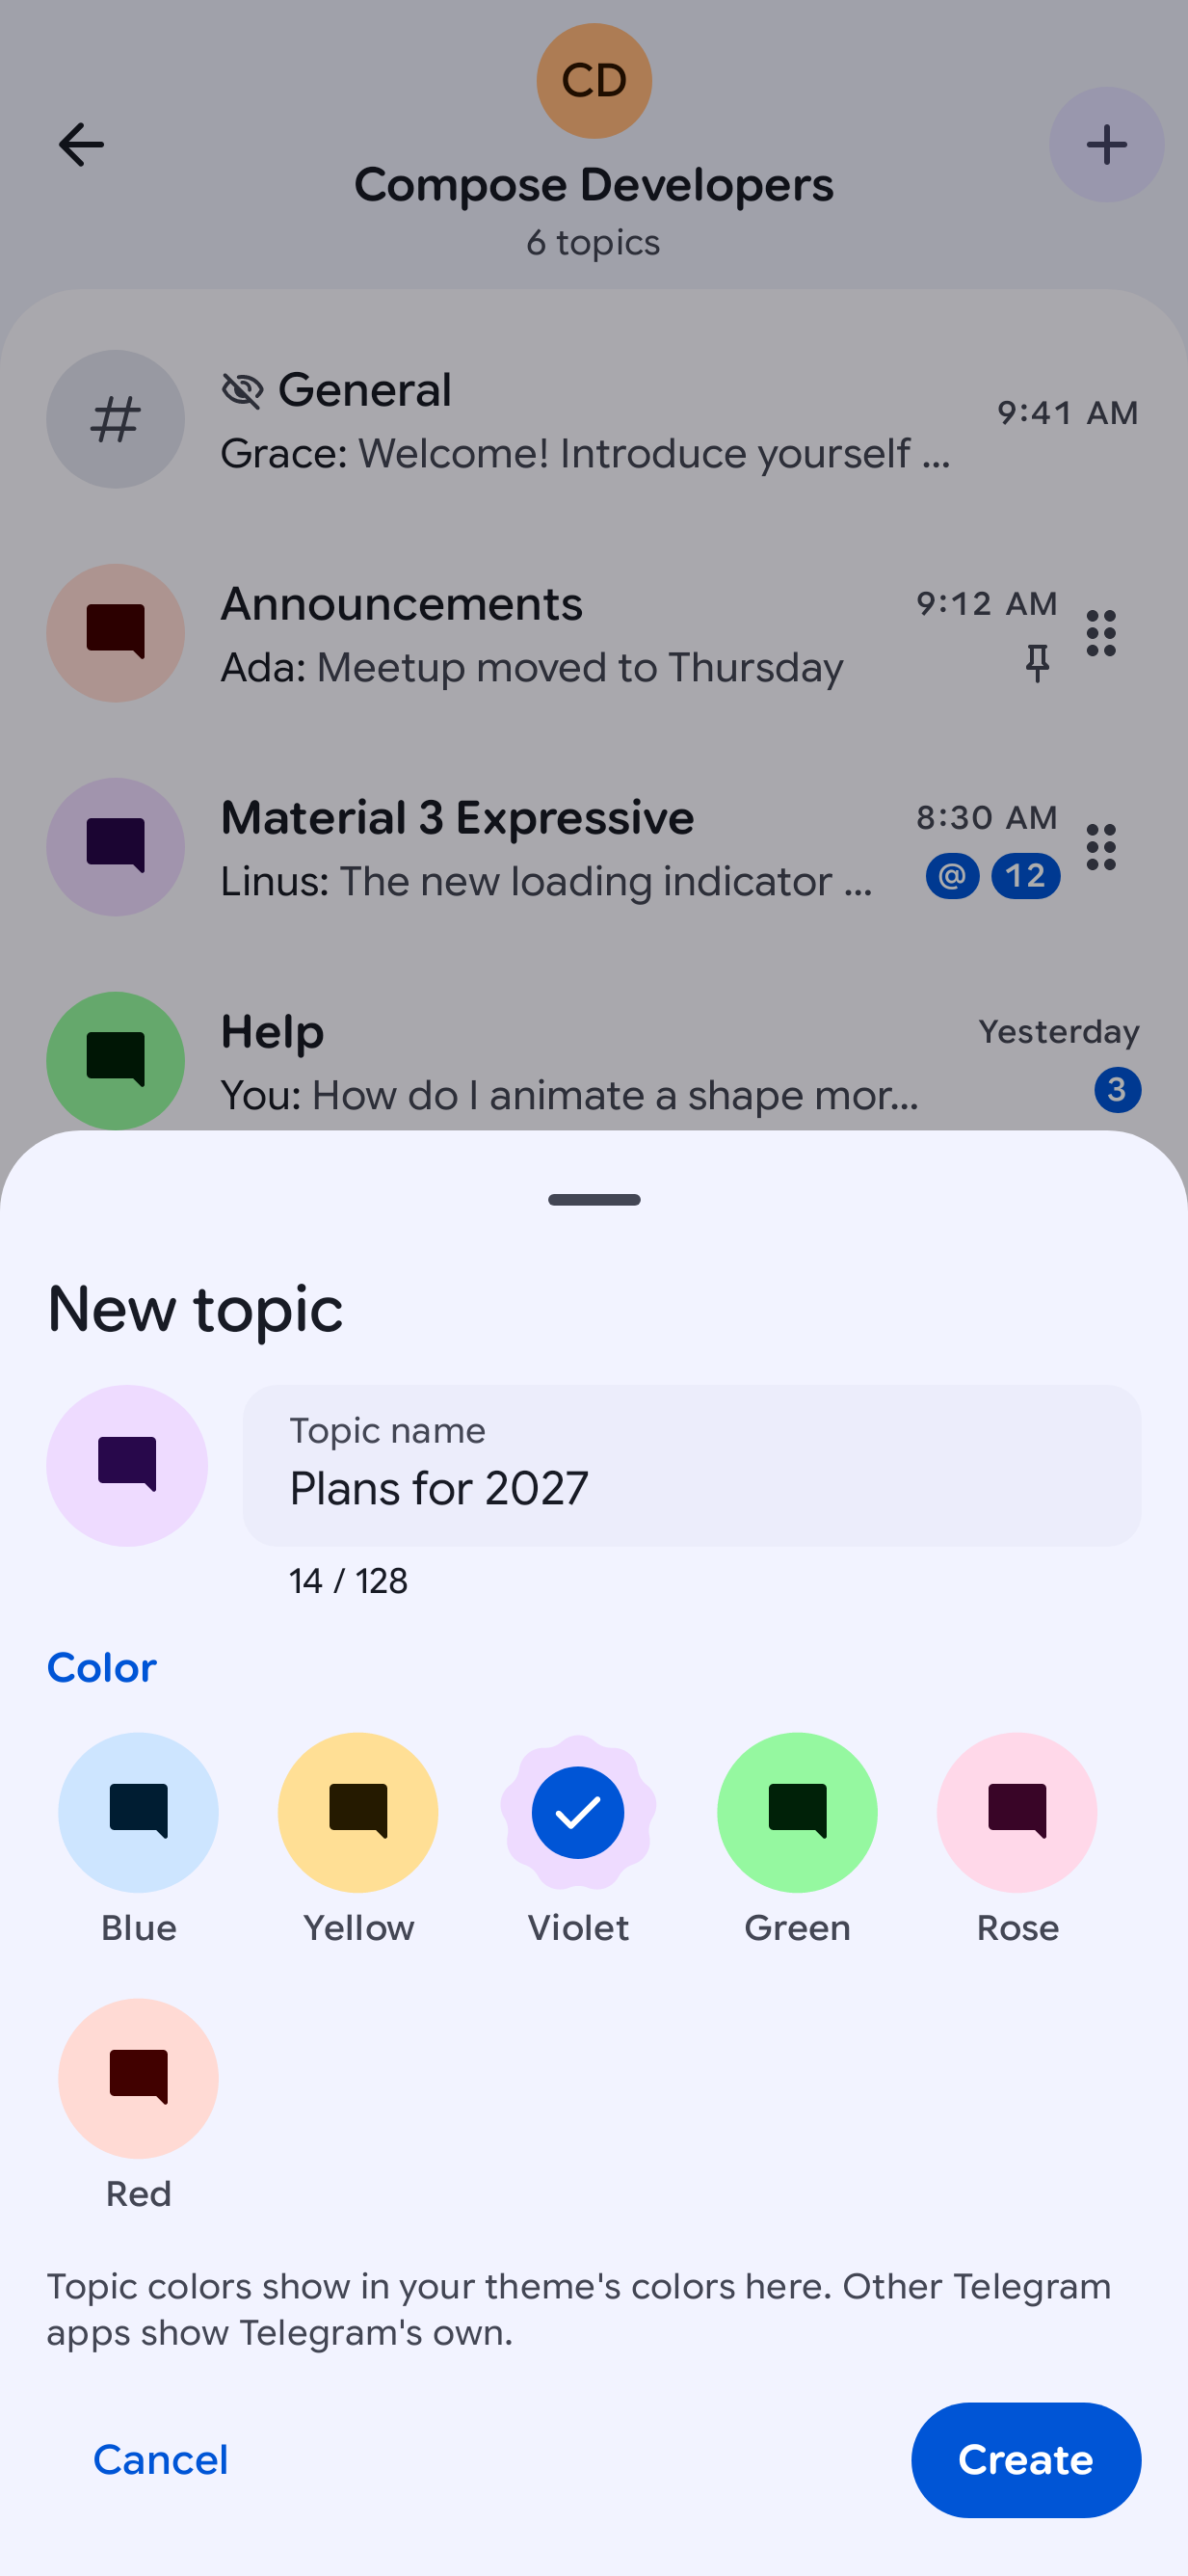 CD
Compose Developers
6 topics
General
9:41 AM
Grace: Welcome! Introduce yourself ...
Announcements
9:12 AM
Ada: Meetup moved to Thursday
Material 3 Expressive
8:30 AM
Linus: The new loading indicator ...
@ 12
Help
Yesterday
You: How do I animate a shape mor...
3
New topic
Topic name
Plans for 2027
14 / 128
Color
Blue Yellow Violet Green Rose
Red
Topic colors show in your theme's colors here. Other Telegram
apps show Telegram's own.
Cancel Create